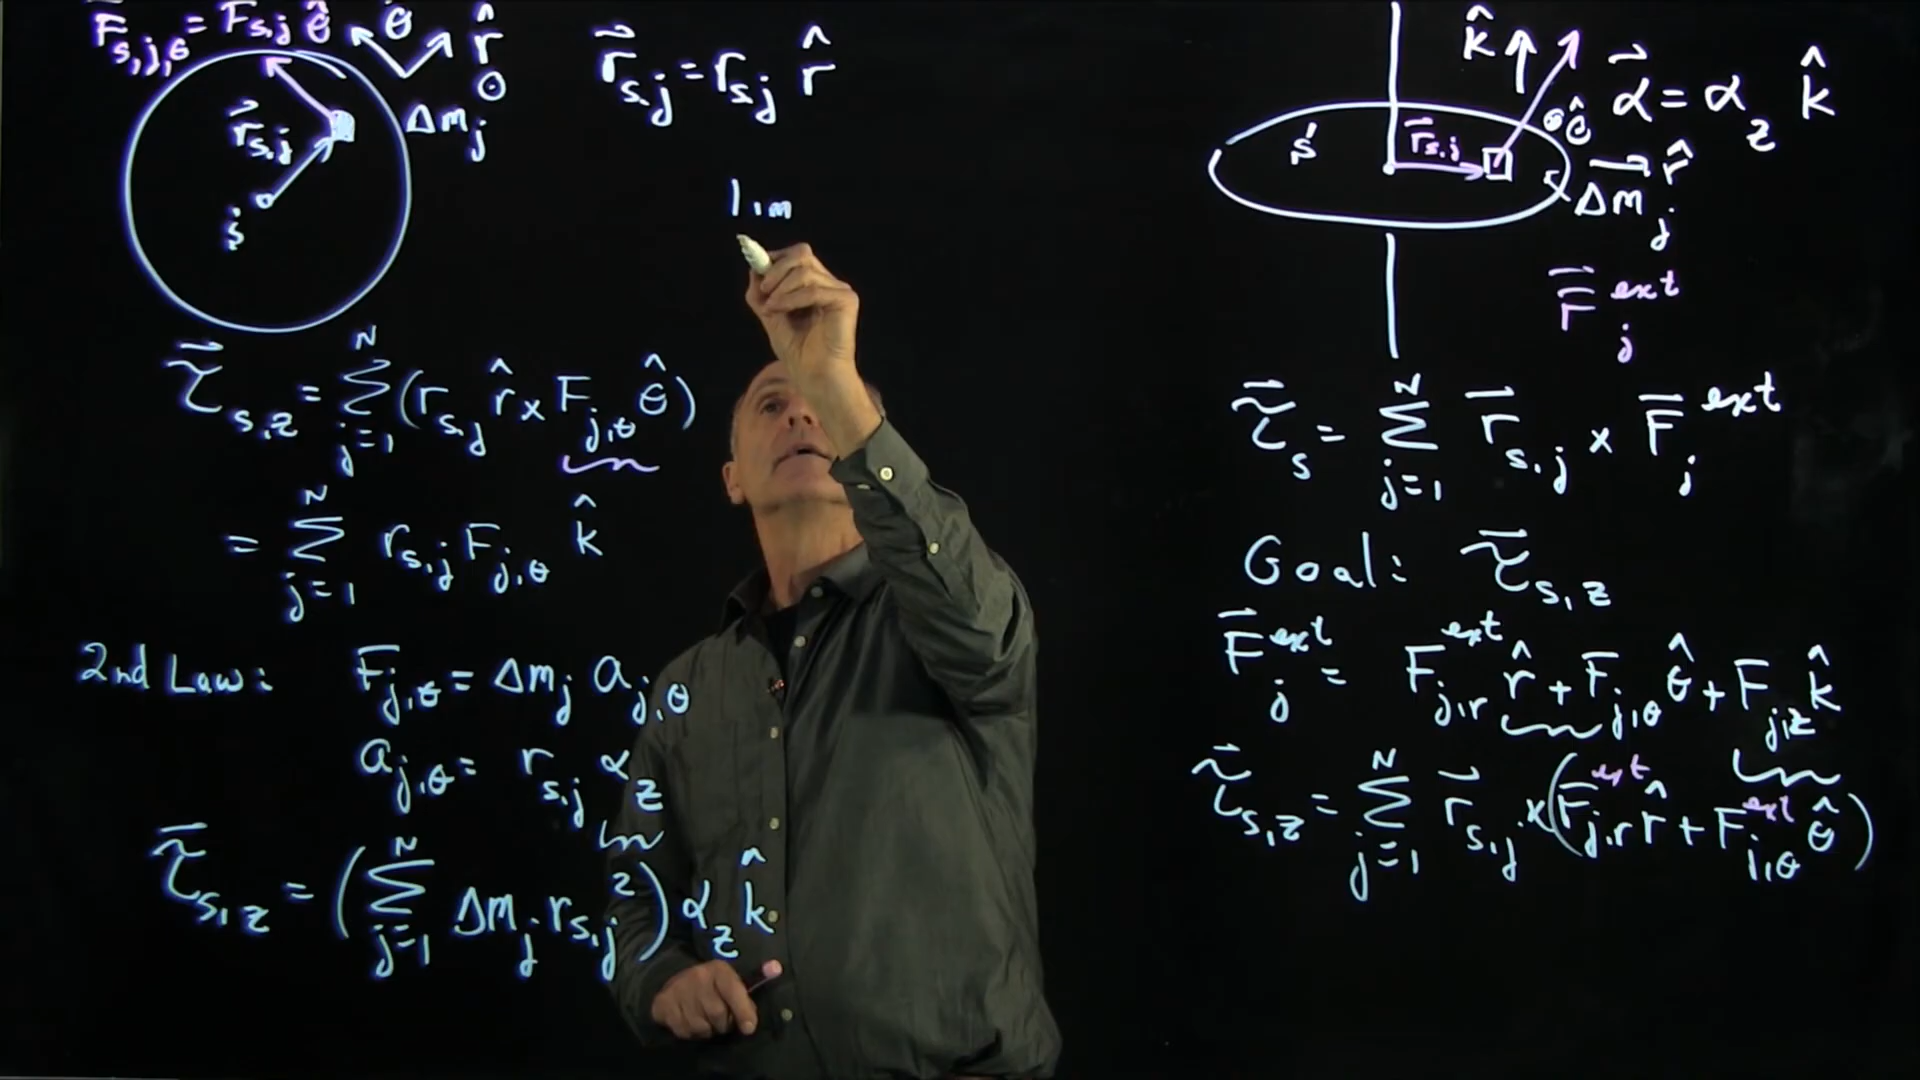 F⃗_{s,j,θ} = F_{s,j} θ̂
θ̂ r̂
r⃗_{s,j}
Δm_j
s
r⃗_{s,j} = r_{s,j} r̂
lim
τ⃗_{s,z} = Σ_{j=1}^{N} (r_{s,j} r̂ × F_{j,θ} θ̂)
= Σ_{j=1}^{N} r_{s,j} F_{j,θ} k̂
2nd Law: F_{j,θ} = Δm_j a_{j,θ}
a_{j,θ} = r_{s,j} α_z
τ⃗_{s,z} = (Σ_{j=1}^{N} Δm_j r_{s,j}^2) α_z k̂
k̂
α⃗ = α_z k̂
s
r⃗_{s,j}
θ̂
r̂
Δm_j
F⃗_j^{ext}
τ⃗_s = Σ_{j=1}^{N} r⃗_{s,j} × F⃗_j^{ext}
Goal: τ⃗_{s,z}
F⃗_j^{ext} = F_{j,r}^{ext} r̂ + F_{j,θ} θ̂ + F_{j,z} k̂
τ⃗_{s,z} = Σ_{j=1}^{N} r⃗_{s,j} × (F_{j,r}^{ext} r̂ + F_{j,θ}^{ext} θ̂)